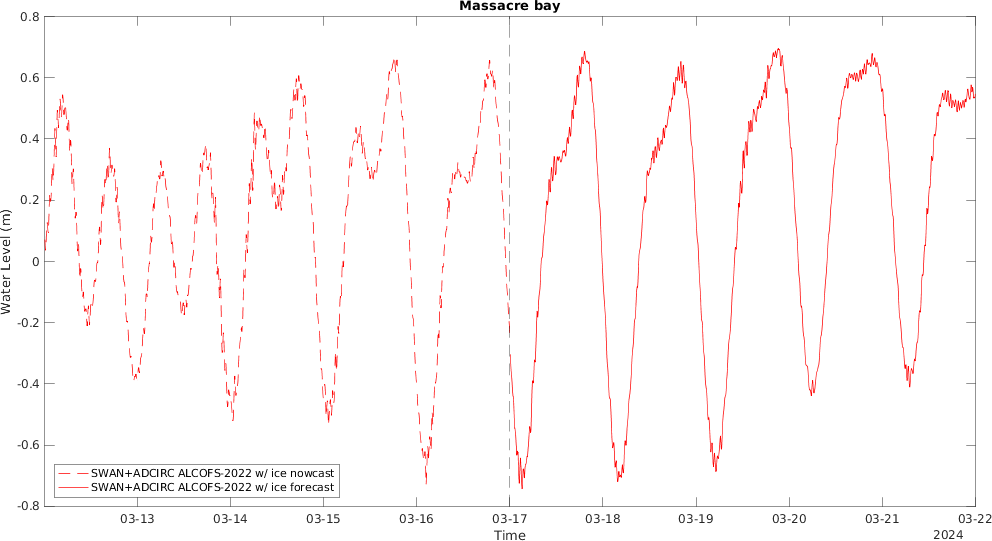 Massacre bay
0.8
0.6
0.4
0.2
0
-0.2
-0.4
-0.6
-0.8
Water Level (m)
SWAN+ADCIRC ALCOFS-2022 w/ ice nowcast
SWAN+ADCIRC ALCOFS-2022 w/ ice forecast
03-13 03-14 03-15 03-16 03-17 03-18 03-19 03-20 03-21 03-22
Time
2024